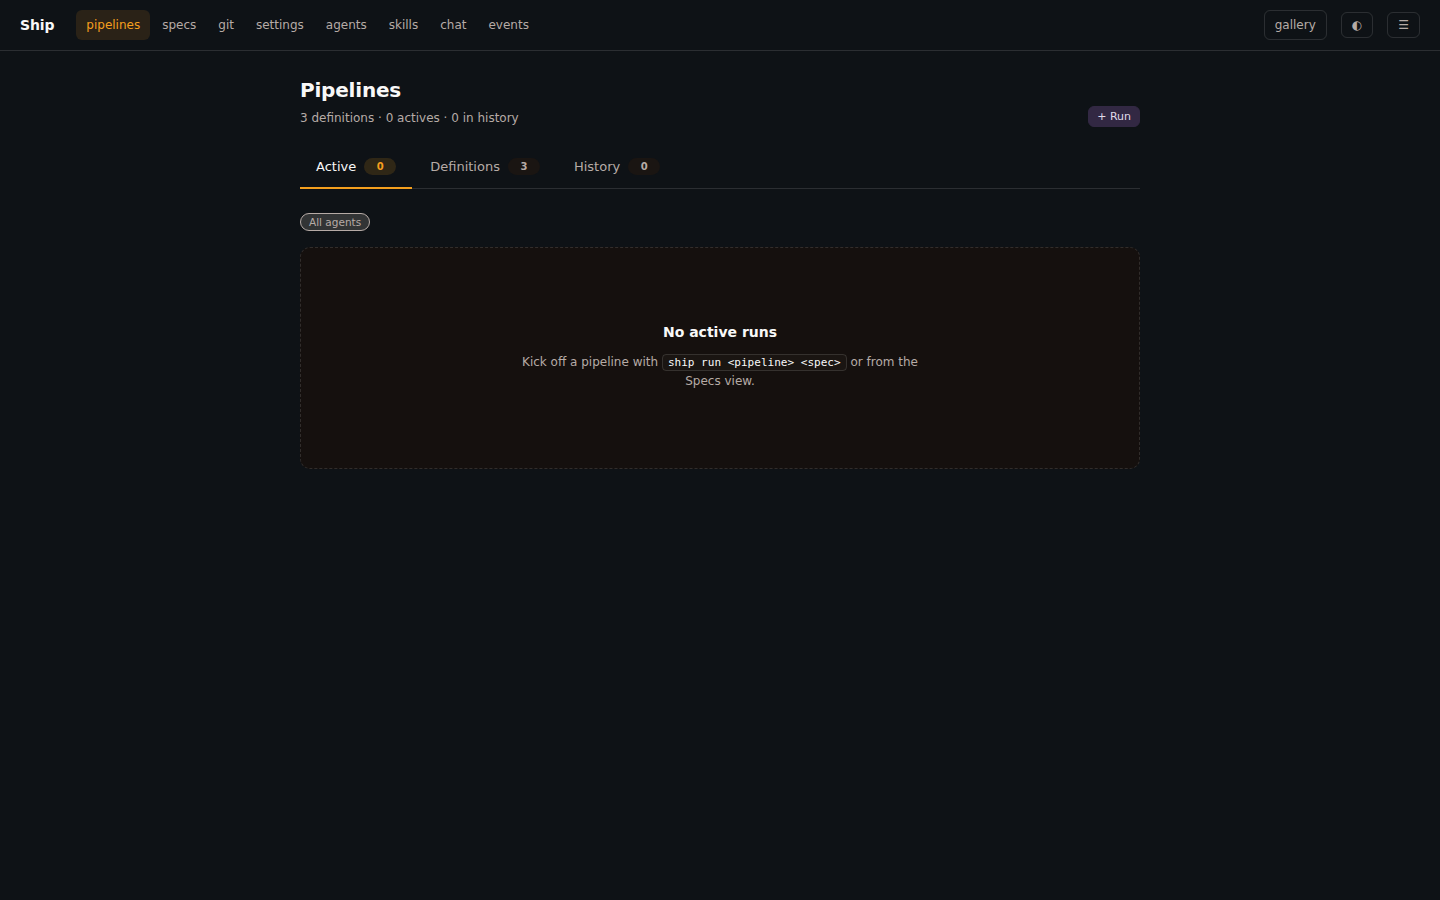 Ship pipelines specs git settings agents skills chat events gallery ◐ ☰
Pipelines
3 definitions · 0 actives · 0 in history
+ Run
Active 0 Definitions 3 History 0
All agents
No active runs
Kick off a pipeline with ship run <pipeline> <spec> or from the
Specs view.